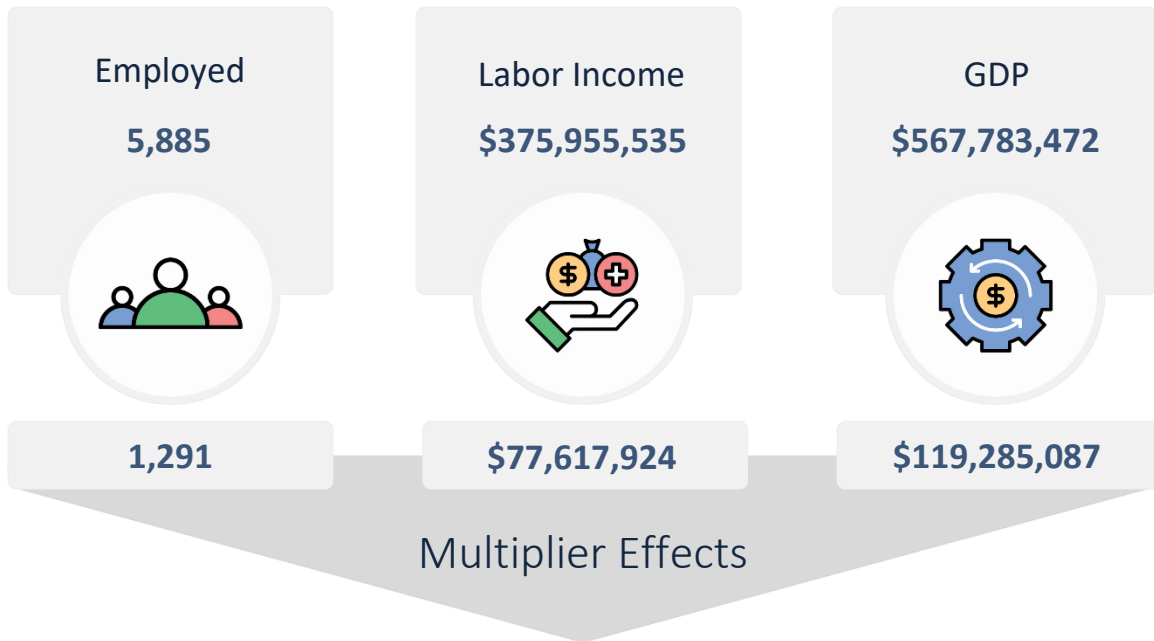 Employed
5,885
Labor Income
$375,955,535
GDP
$567,783,472
$
$
1,291
$77,617,924
$119,285,087
Multiplier Effects